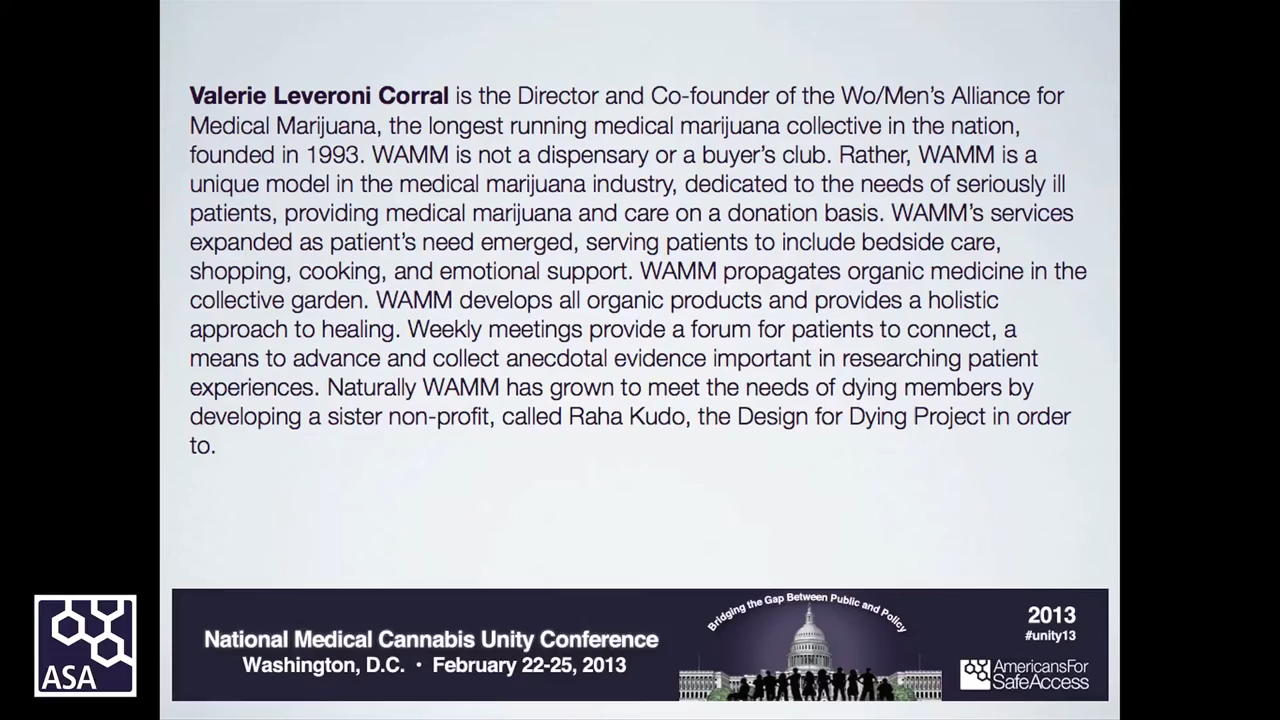 Valerie Leveroni Corral is the Director and Co-founder of the Wo/Men's Alliance for
Medical Marijuana, the longest running medical marijuana collective in the nation,
founded in 1993. WAMM is not a dispensary or a buyer's club. Rather, WAMM is a
unique model in the medical marijuana industry, dedicated to the needs of seriously ill
patients, providing medical marijuana and care on a donation basis. WAMM's services
expanded as patient's need emerged, serving patients to include bedside care,
shopping, cooking, and emotional support. WAMM propagates organic medicine in the
collective garden. WAMM develops all organic products and provides a holistic
approach to healing. Weekly meetings provide a forum for patients to connect, a
means to advance and collect anecdotal evidence important in researching patient
experiences. Naturally WAMM has grown to meet the needs of dying members by
developing a sister non-profit, called Raha Kudo, the Design for Dying Project in order
to.
National Medical Cannabis Unity Conference
Washington, D.C. • February 22-25, 2013
Bridging the Gap Between Public and Policy
2013
#unity13
AmericansFor
SafeAccess
ASA